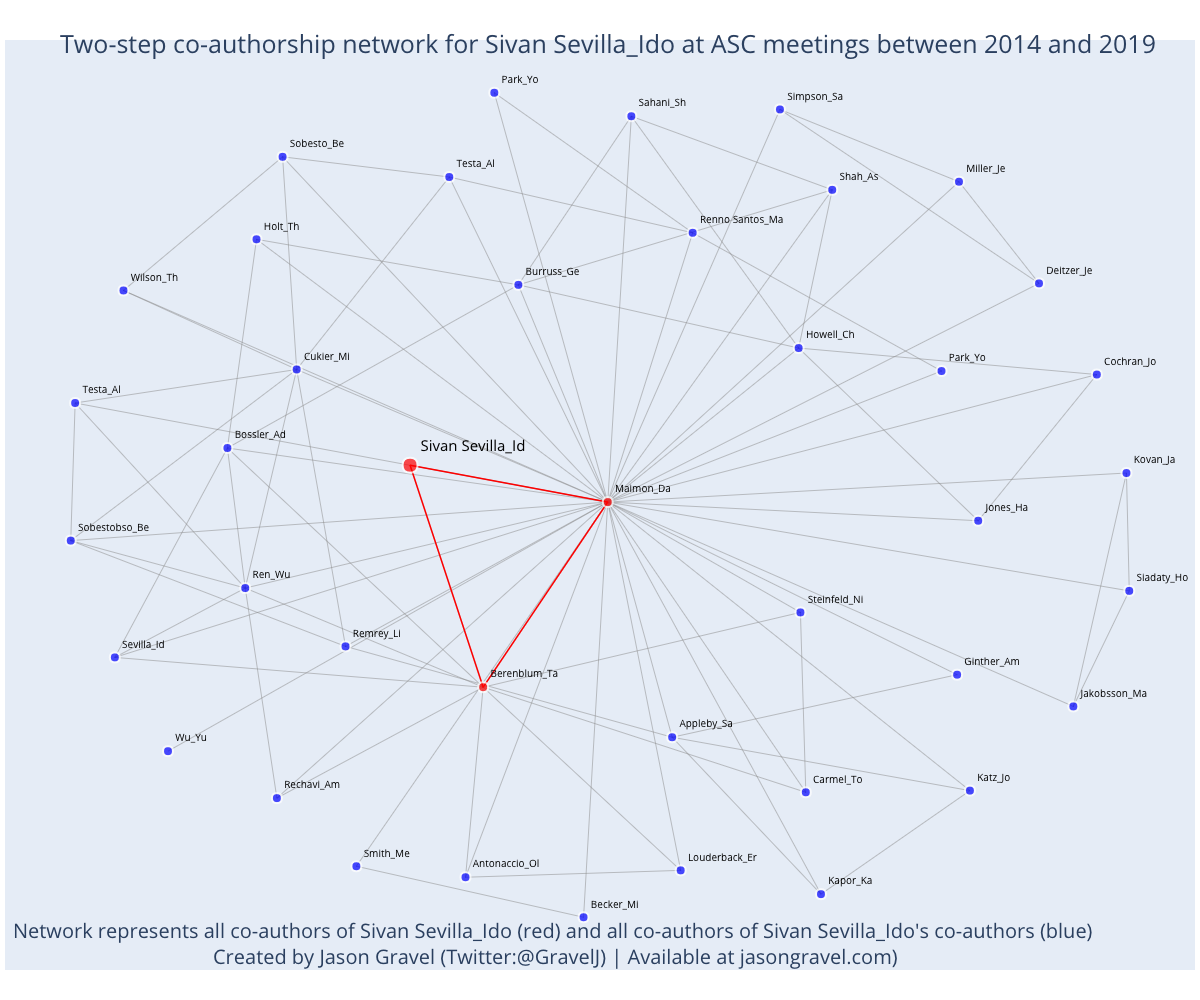 Two-step co-authorship network for Sivan Sevilla_Ido at ASC meetings between 2014 and 2019
Park_Yo
Simpson_Sa
Sahani_Sh
Sobesto_Be
Testa_Al
Miller_Je
Shah_As
Renno Santos_Ma
Holt_Th
Burruss_Ge
Deitzer_Je
Wilson_Th
Howell_Ch
Cukier_Mi
Park_Yo
Cochran_Jo
Testa_Al
Bossler_Ad
Sivan Sevilla_Id
Kovan_Ja
Maimon_Da
Jones_Ha
Sobestobso_Be
Ren_Wu
Siadaty_Ho
Steinfeld_Ni
Remrey_Li
Sevilla_Id
Ginther_Am
Berenblum_Ta
Jakobsson_Ma
Appleby_Sa
Wu_Yu
Carmel_To
Katz_Jo
Rechavi_Am
Smith_Me
Louderback_Er
Antonaccio_Ol
Kapor_Ka
Becker_Mi
Network represents all co-authors of Sivan Sevilla_Ido (red) and all co-authors of Sivan Sevilla_Ido's co-authors (blue)
Created by Jason Gravel (Twitter:@GravelJ) | Available at jasongravel.com)